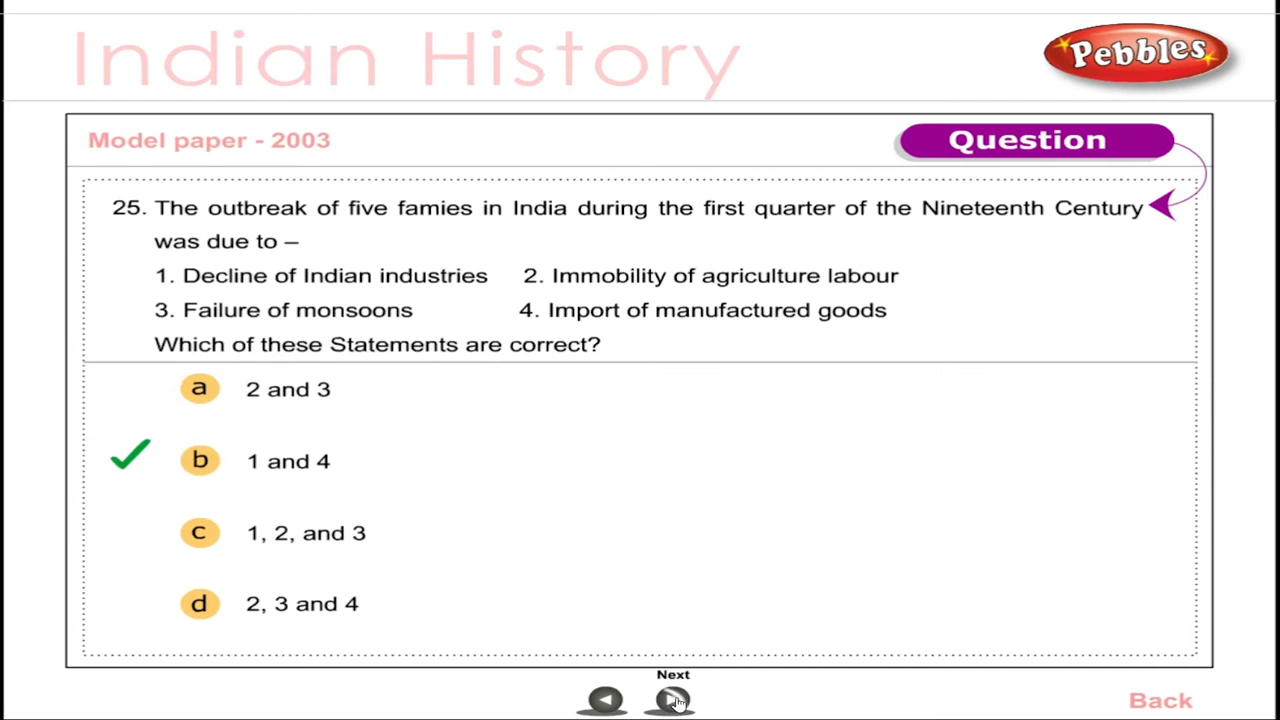 Indian History
Pebbles
Model paper - 2003
Question
25. The outbreak of five famies in India during the first quarter of the Nineteenth Century
was due to –
1. Decline of Indian industries 2. Immobility of agriculture labour
3. Failure of monsoons 4. Import of manufactured goods
Which of these Statements are correct?
a 2 and 3
b 1 and 4
c 1, 2, and 3
d 2, 3 and 4
Next
Back